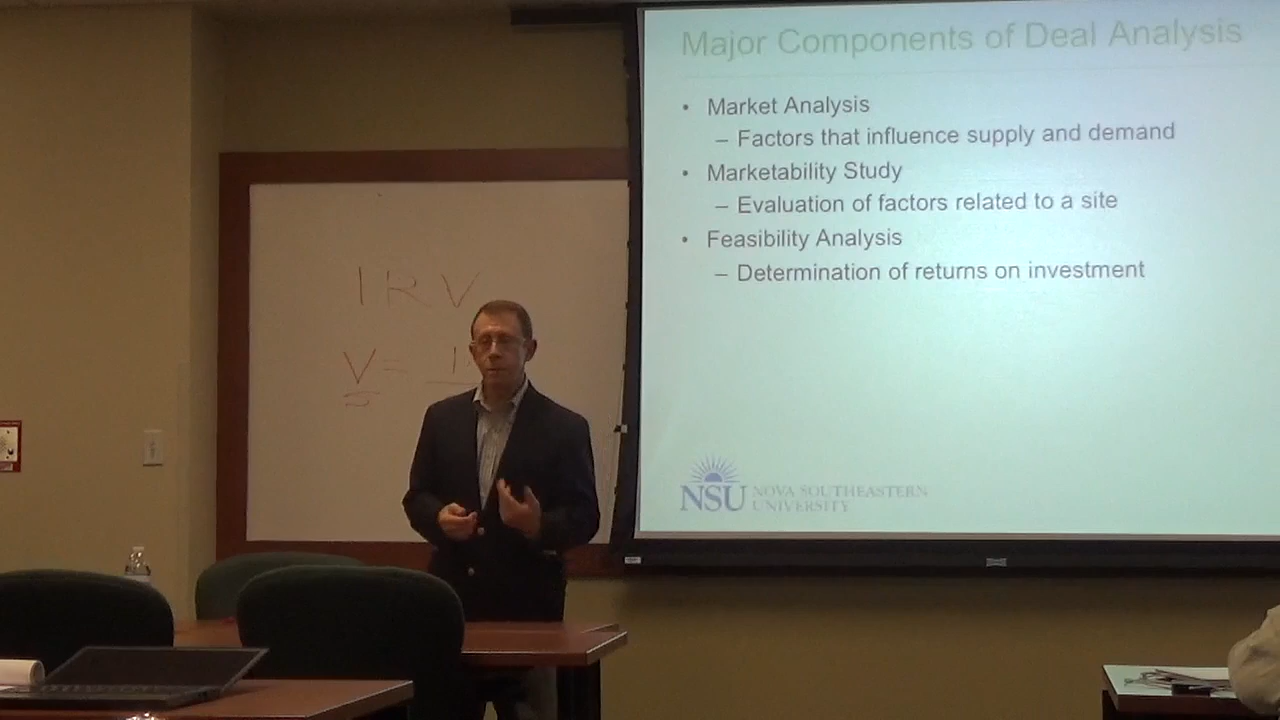 Major Components of Deal Analysis
• Market Analysis
– Factors that influence supply and demand
• Marketability Study
– Evaluation of factors related to a site
• Feasibility Analysis
– Determination of returns on investment
NSU NOVA SOUTHEASTERN
UNIVERSITY
I R V
V =